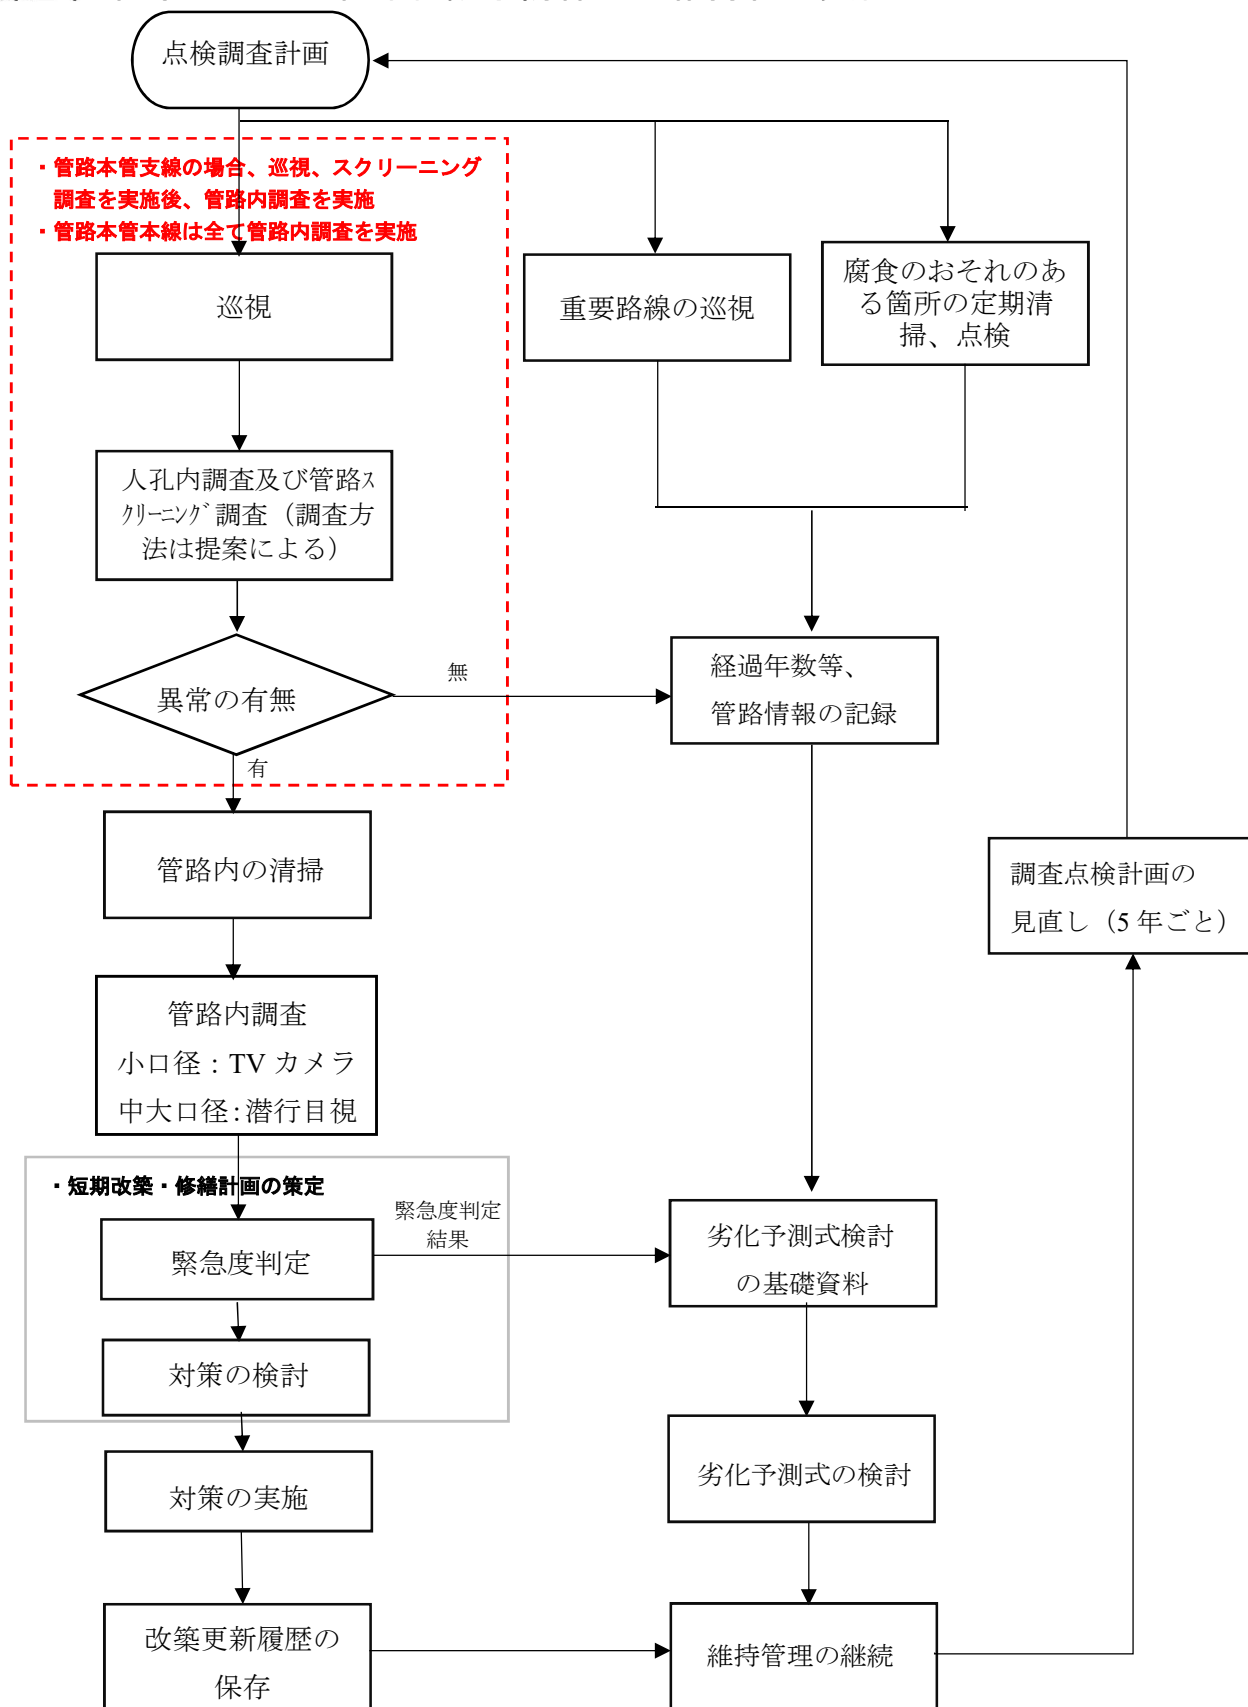 点検調査計画
・管路本管支線の場合、巡視、スクリーニング
調査を実施後、管路内調査を実施
・管路本管本線は全て管路内調査を実施
巡視
重要路線の巡視
腐食のおそれのあ
る箇所の定期清
掃、点検
人孔内調査及び管路ｽ
ｸﾘｰﾆﾝｸﾞ調査（調査方
法は提案による）
異常の有無
無
有
経過年数等、
管路情報の記録
管路内の清掃
調査点検計画の
見直し（5 年ごと）
管路内調査
小口径：TV カメラ
中大口径:潜行目視
・短期改築・修繕計画の策定
緊急度判定
結果
緊急度判定
劣化予測式検討
の基礎資料
対策の検討
劣化予測式の検討
対策の実施
改築更新履歴の
保存
維持管理の継続